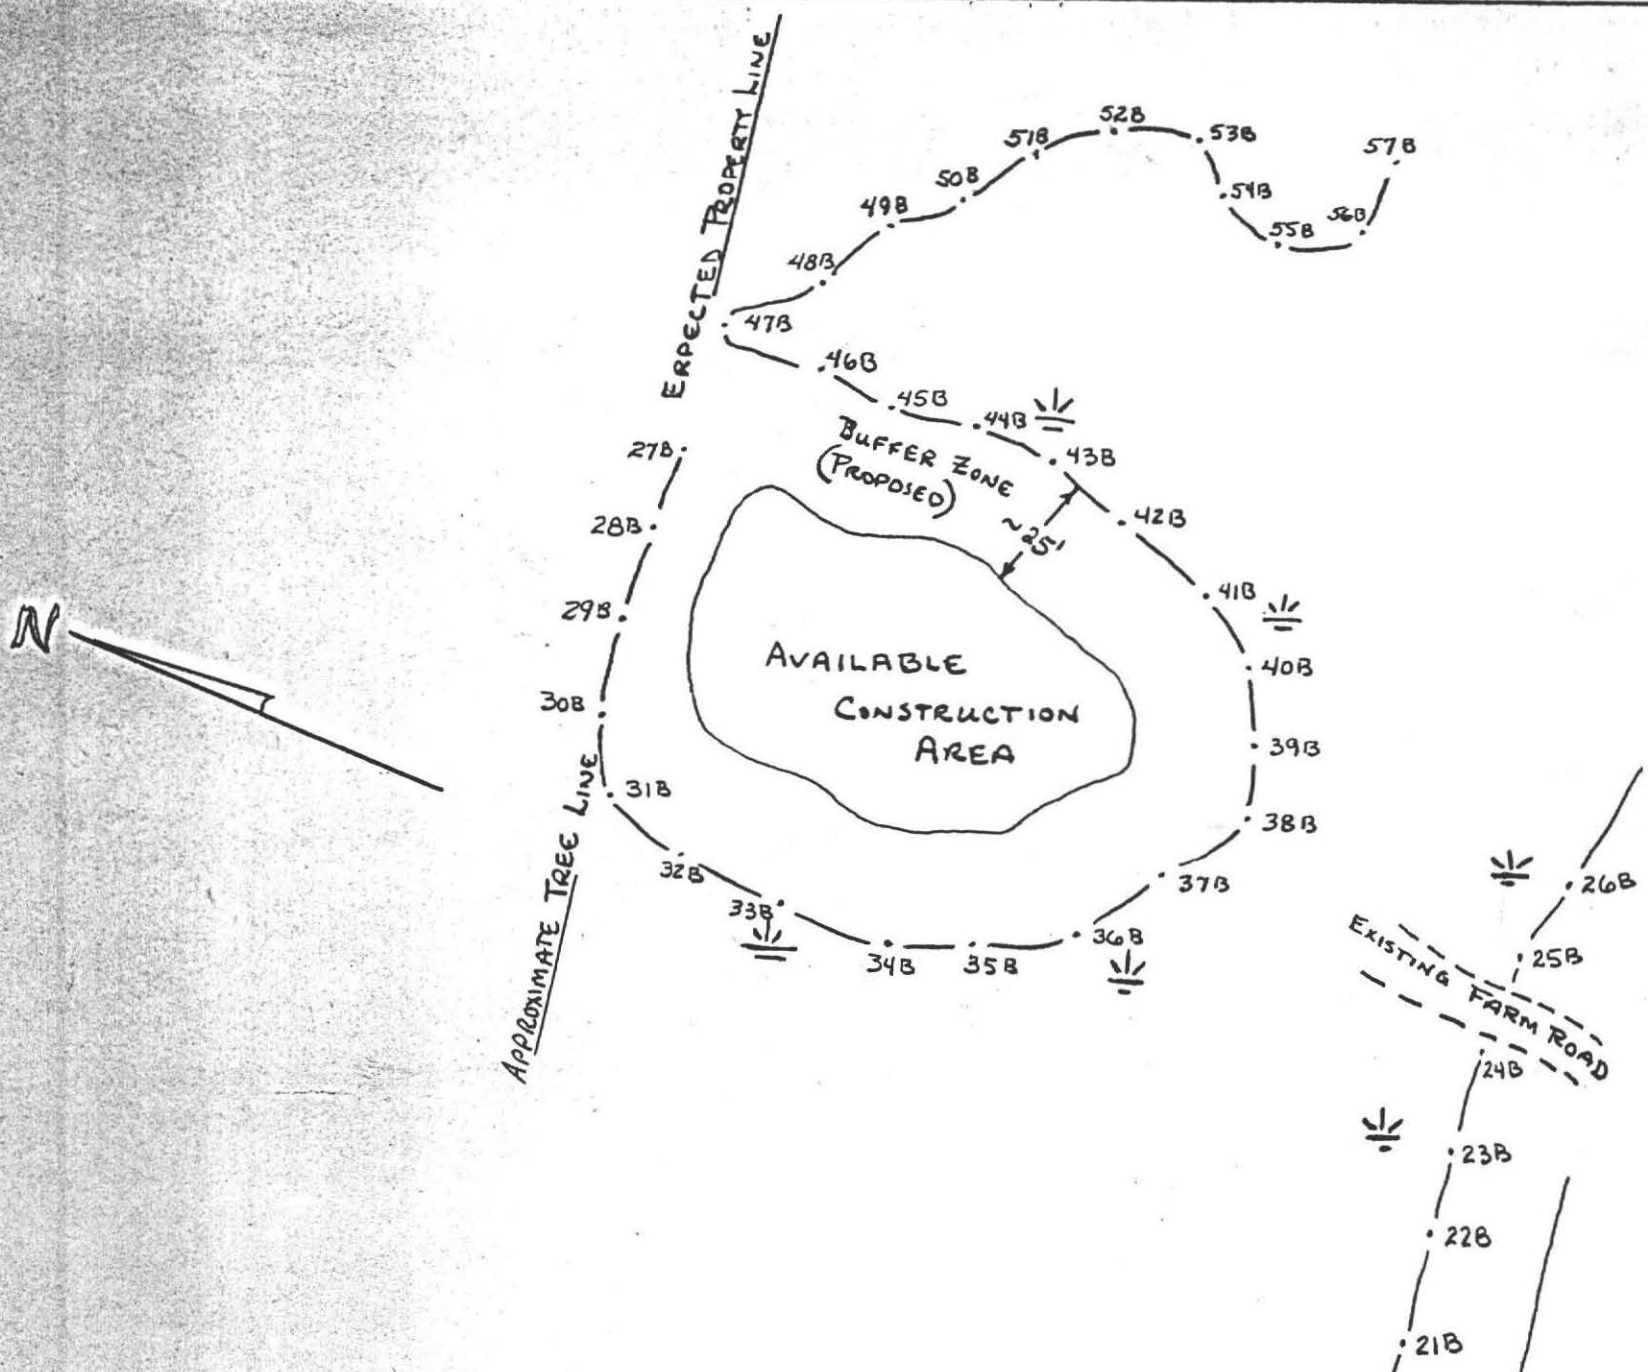 EXPECTED PROPERTY LINE
52B
51B
53B
57B
50B
54B
49B
56B
55B
48B
47B
46B
45B
44B
43B
BUFFER ZONE
(PROPOSED)
27B
42B
28B
~25'
41B
29B
N
AVAILABLE
CONSTRUCTION
AREA
40B
30B
39B
31B
38B
32B
37B
26B
33B
36B
34B
35B
25B
APPROXIMATE TREE LINE
EXISTING FARM ROAD
24B
23B
22B
21B